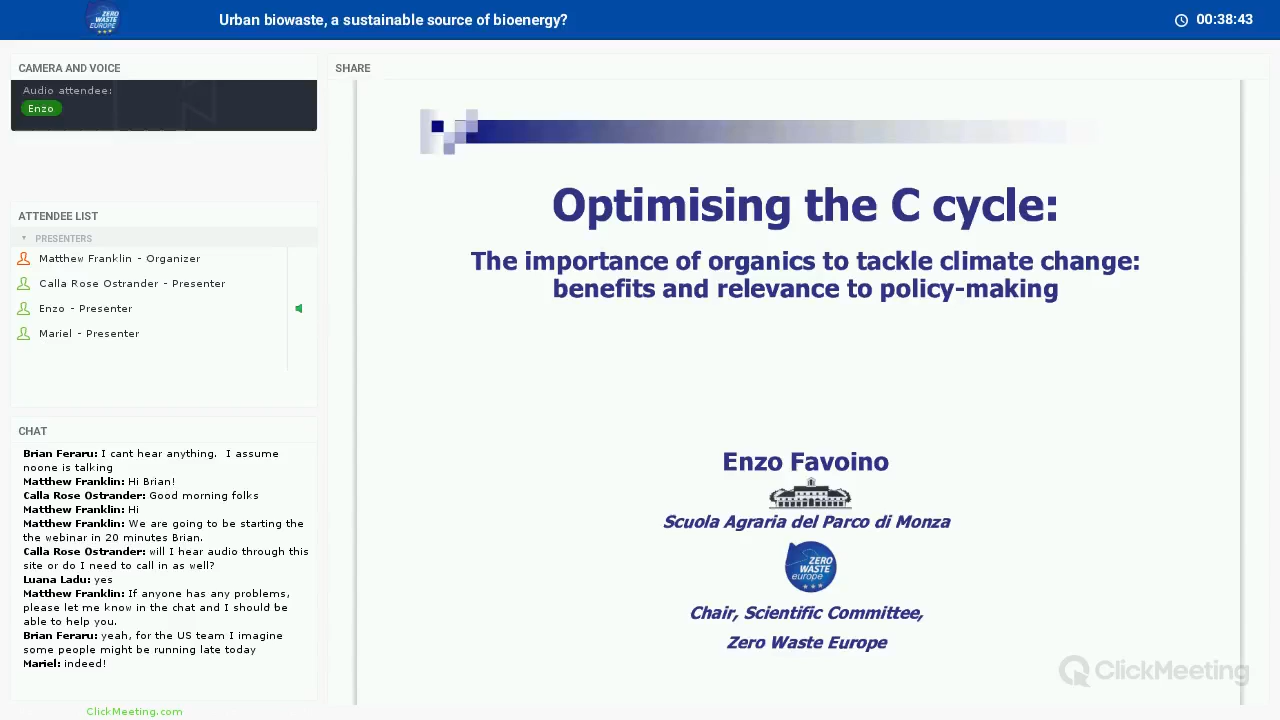 ZERO WASTE EUROPE
Urban biowaste, a sustainable source of bioenergy?
00:38:43
CAMERA AND VOICE
Audio attendee:
Enzo
ATTENDEE LIST
PRESENTERS
Matthew Franklin - Organizer
Calla Rose Ostrander - Presenter
Enzo - Presenter
Mariel - Presenter
CHAT
Brian Feraru: I cant hear anything. I assume
noone is talking
Matthew Franklin: Hi Brian!
Calla Rose Ostrander: Good morning folks
Matthew Franklin: Hi
Matthew Franklin: We are going to be starting the
the webinar in 20 minutes Brian.
Calla Rose Ostrander: will I hear audio through this
site or do I need to call in as well?
Luana Ladu: yes
Matthew Franklin: If anyone has any problems,
please let me know in the chat and I should be
able to help you.
Brian Feraru: yeah, for the US team I imagine
some people might be running late today
Mariel: indeed!
ClickMeeting.com
SHARE
Optimising the C cycle:
The importance of organics to tackle climate change:
benefits and relevance to policy-making
Enzo Favoino
Scuola Agraria del Parco di Monza
ZERO
WASTE
europe
Chair, Scientific Committee,
Zero Waste Europe
ClickMeeting